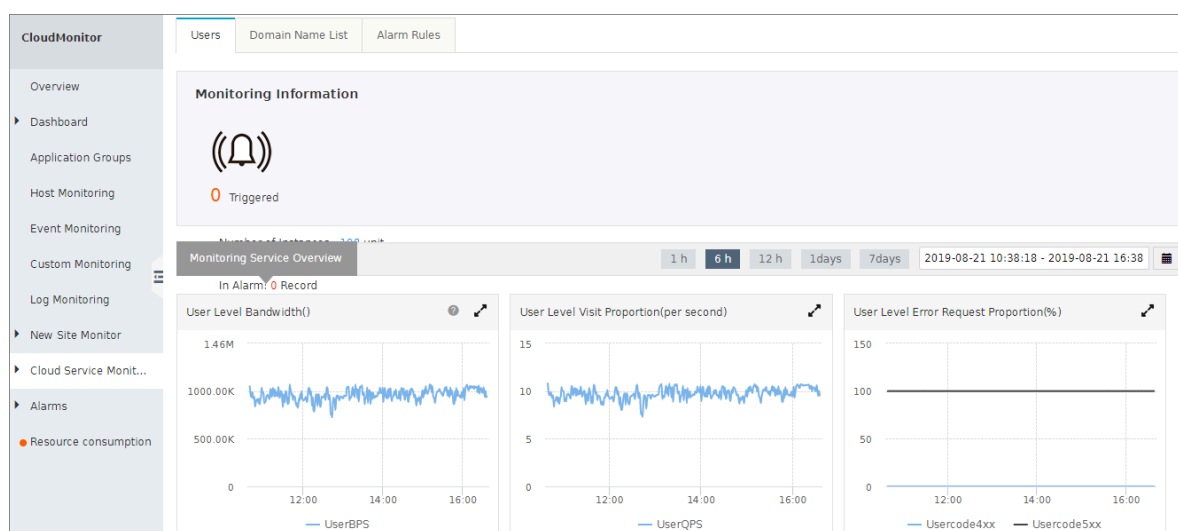 CloudMonitor
Overview
Dashboard
Application Groups
Host Monitoring
Event Monitoring
Custom Monitoring
Log Monitoring
New Site Monitor
Cloud Service Monit...
Alarms
Resource consumption
Users Domain Name List Alarm Rules
Monitoring Information
0 Triggered
Number of Instances 108 unit
Monitoring Service Overview
1 h 6 h 12 h 1days 7days 2019-08-21 10:38:18 - 2019-08-21 16:38
In Alarm: 0 Record
User Level Bandwidth()
1.46M
1000.00K
500.00K
0
12:00 14:00 16:00
UserBPS
User Level Visit Proportion(per second)
15
10
5
0
12:00 14:00 16:00
UserQPS
User Level Error Request Proportion(%)
150
100
50
0
12:00 14:00 16:00
Usercode4xx Usercode5xx